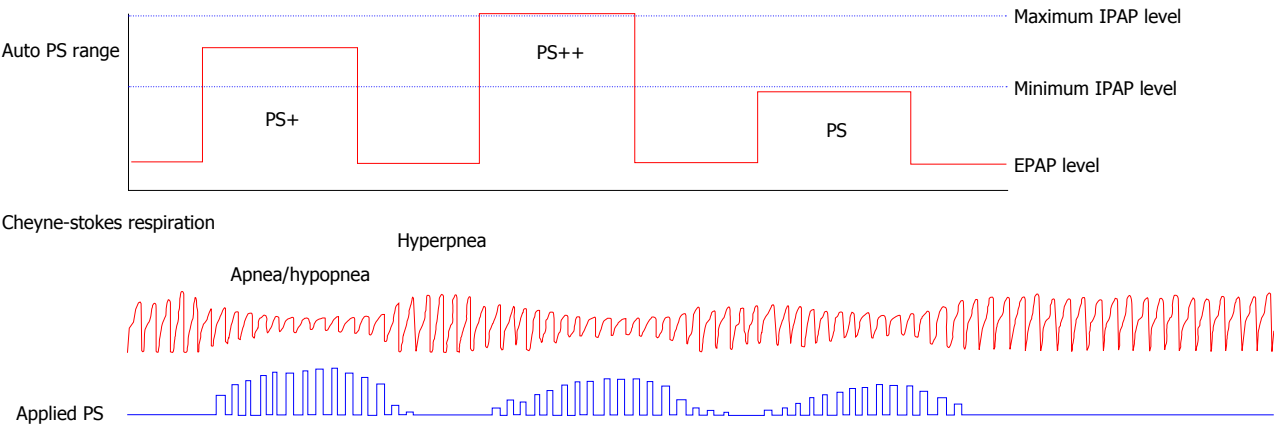 Maximum IPAP level
Auto PS range
PS++
Minimum IPAP level
PS+
PS
EPAP level
Cheyne-stokes respiration
Hyperpnea
Apnea/hypopnea
Applied PS